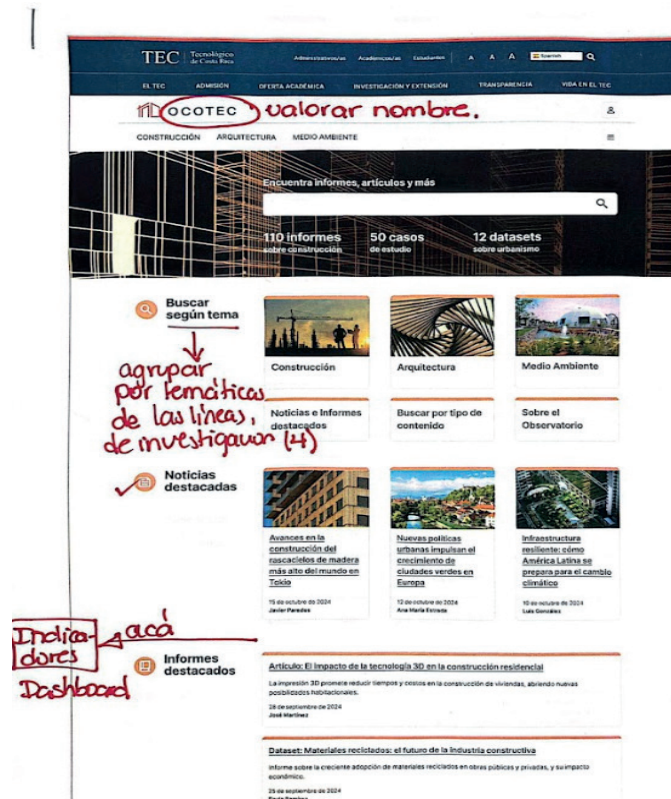 TEC Tecnológico
de Costa Rica
Administrativos/as Académicos/as Estudiantes A A A Spanish
EL TEC ADMISIÓN OFERTA ACADÉMICA INVESTIGACIÓN Y EXTENSIÓN TRANSPARENCIA VIDA EN EL TEC
OCOTEC valorar nombre.
CONSTRUCCIÓN ARQUITECTURA MEDIO AMBIENTE
Encuentra informes, artículos y más
110 informes
sobre construcción
50 casos
de estudio
12 datasets
sobre urbanismo
Buscar
según tema
agrupar
por temáticas
de las líneas,
de investigación (4)
Construcción
Arquitectura
Medio Ambiente
Noticias e Informes
destacados
Buscar por tipo de
contenido
Sobre el
Observatorio
Noticias
destacadas
Avances en la
construcción del
rascacielos de madera
más alto del mundo en
Tokio
15 de octubre de 2024
Javier Paredes
Nuevas políticas
urbanas impulsan el
crecimiento de
ciudades verdes en
Europa
12 de octubre de 2024
Ana María Estrada
Infraestructura
resiliente: cómo
América Latina se
prepara para el cambio
climático
10 de octubre de 2024
Luis González
Indica-
dores
acá
Dashboard
Informes
destacados
Artículo: El impacto de la tecnología 3D en la construcción residencial
La impresión 3D promete reducir tiempos y costos en la construcción de viviendas, abriendo nuevas
posibilidades habitacionales.
28 de septiembre de 2024
José Martínez
Dataset: Materiales reciclados: el futuro de la industria constructiva
Informe sobre la creciente adopción de materiales reciclados en obras públicas y privadas, y su impacto
económico.
25 de septiembre de 2024